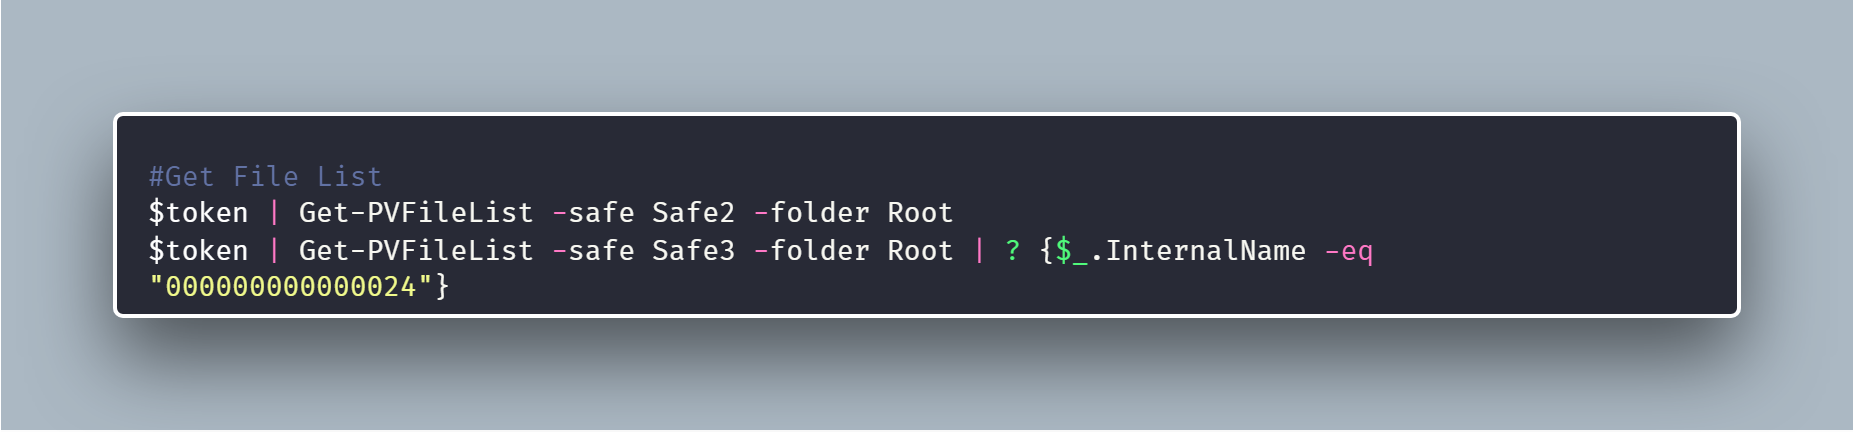 #Get File List
$token | Get-PVFileList -safe Safe2 -folder Root
$token | Get-PVFileList -safe Safe3 -folder Root | ? {$_.InternalName -eq
"000000000000024"}